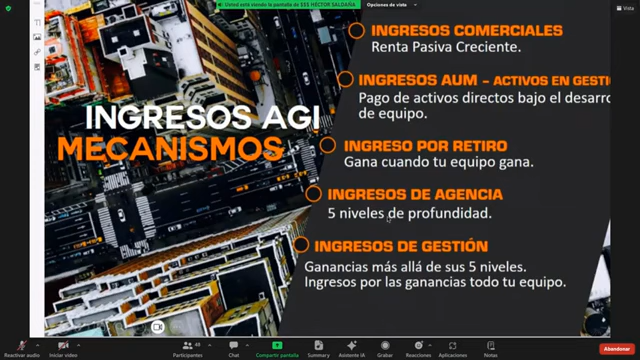 Usted está viendo la pantalla de EES HECTOR SALDAÑA
Opciones de vista
Vista
INGRESOS AGI
MECANISMOS
INGRESOS COMERCIALES
Renta Pasiva Creciente.
INGRESOS AUM – ACTIVOS EN GESTI
Pago de activos directos bajo el desarro
de equipo.
INGRESO POR RETIRO
Gana cuando tu equipo gana.
INGRESOS DE AGENCIA
5 niveles de profundidad.
INGRESOS DE GESTIÓN
Ganancias más allá de sus 5 niveles.
Ingresos por las ganancias todo tu equipo.
Reactivar audio
Iniciar video
Participantes
43
Chat
Compartir pantalla
Summary
Asistente IA
Grabar
Reacciones
Aplicaciones
Notas
Abandonar